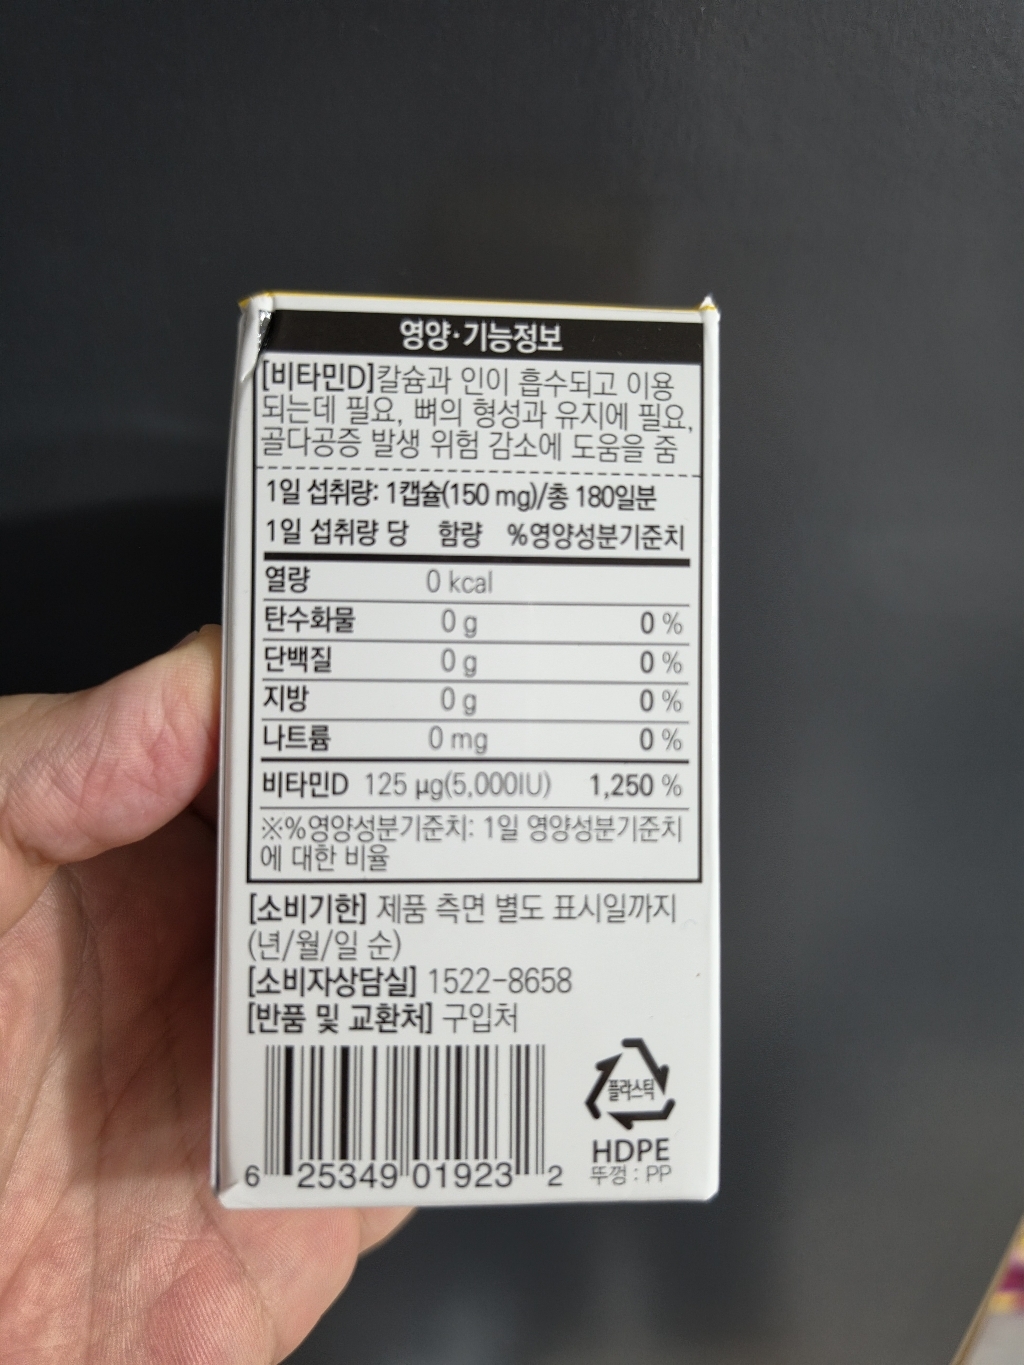 영양·기능정보
[비타민D]칼슘과 인이 흡수되고 이용
되는데 필요, 뼈의 형성과 유지에 필요,
골다공증 발생 위험 감소에 도움을 줌
1일 섭취량: 1캡슐(150 mg)/총 180일분
1일 섭취량 당 함량 %영양성분기준치
열량 0 kcal
탄수화물 0 g 0 %
단백질 0 g 0 %
지방 0 g 0 %
나트륨 0 mg 0 %
비타민D 125 µg(5,000IU) 1,250 %
※%영양성분기준치: 1일 영양성분기준치
에 대한 비율
[소비기한] 제품 측면 별도 표시일까지
(년/월/일 순)
[소비자상담실] 1522-8658
[반품 및 교환처] 구입처
플라스틱
HDPE
뚜껑 : PP
6 25349 01923 2